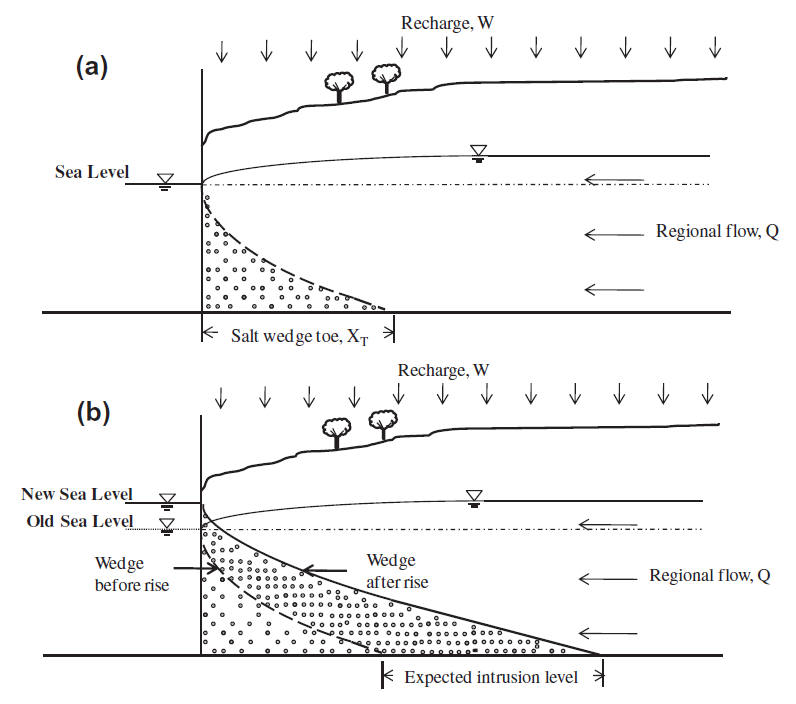 Recharge, W
(a)
Sea Level
Regional flow, Q
Salt wedge toe, X_T
Recharge, W
(b)
New Sea Level
Old Sea Level
Wedge
before rise
Wedge
after rise
Regional flow, Q
Expected intrusion level